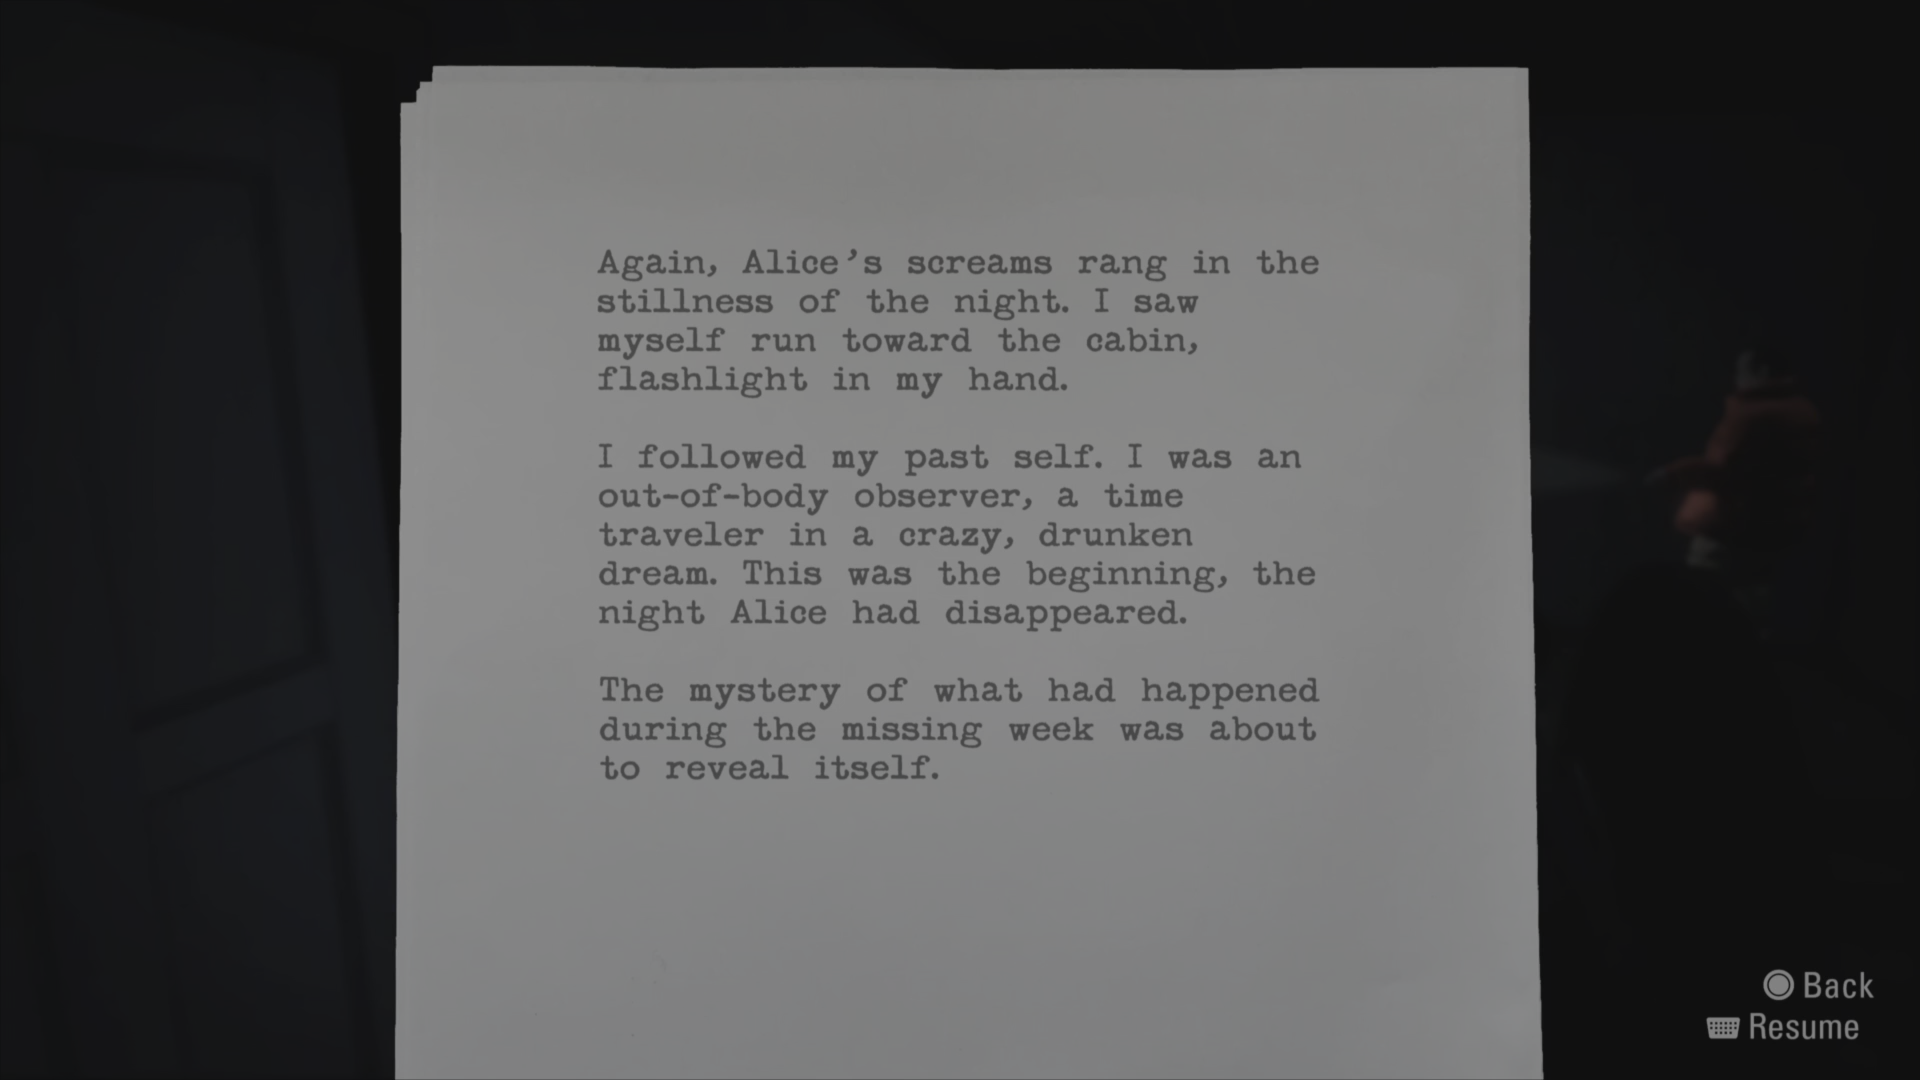 Again, Alice's screams rang in the
stillness of the night. I saw
myself run toward the cabin,
flashlight in my hand.
I followed my past self. I was an
out-of-body observer, a time
traveler in a crazy, drunken
dream. This was the beginning, the
night Alice had disappeared.
The mystery of what had happened
during the missing week was about
to reveal itself.
Back
Resume